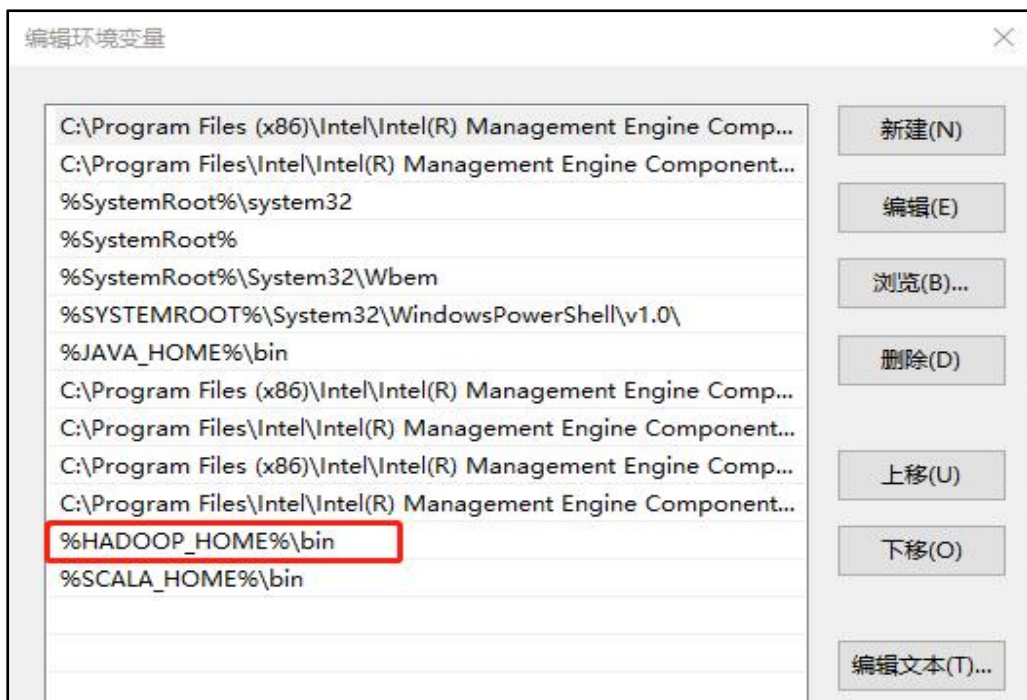 编辑环境变量
C:\Program Files (x86)\Intel\Intel(R) Management Engine Comp...
C:\Program Files\Intel\Intel(R) Management Engine Component...
%SystemRoot%\system32
%SystemRoot%
%SystemRoot%\System32\Wbem
%SYSTEMROOT%\System32\WindowsPowerShell\v1.0\
%JAVA_HOME%\bin
C:\Program Files (x86)\Intel\Intel(R) Management Engine Comp...
C:\Program Files\Intel\Intel(R) Management Engine Component...
C:\Program Files (x86)\Intel\Intel(R) Management Engine Comp...
C:\Program Files\Intel\Intel(R) Management Engine Component...
%HADOOP_HOME%\bin
%SCALA_HOME%\bin
新建(N)
编辑(E)
浏览(B)...
删除(D)
上移(U)
下移(O)
编辑文本(T)...